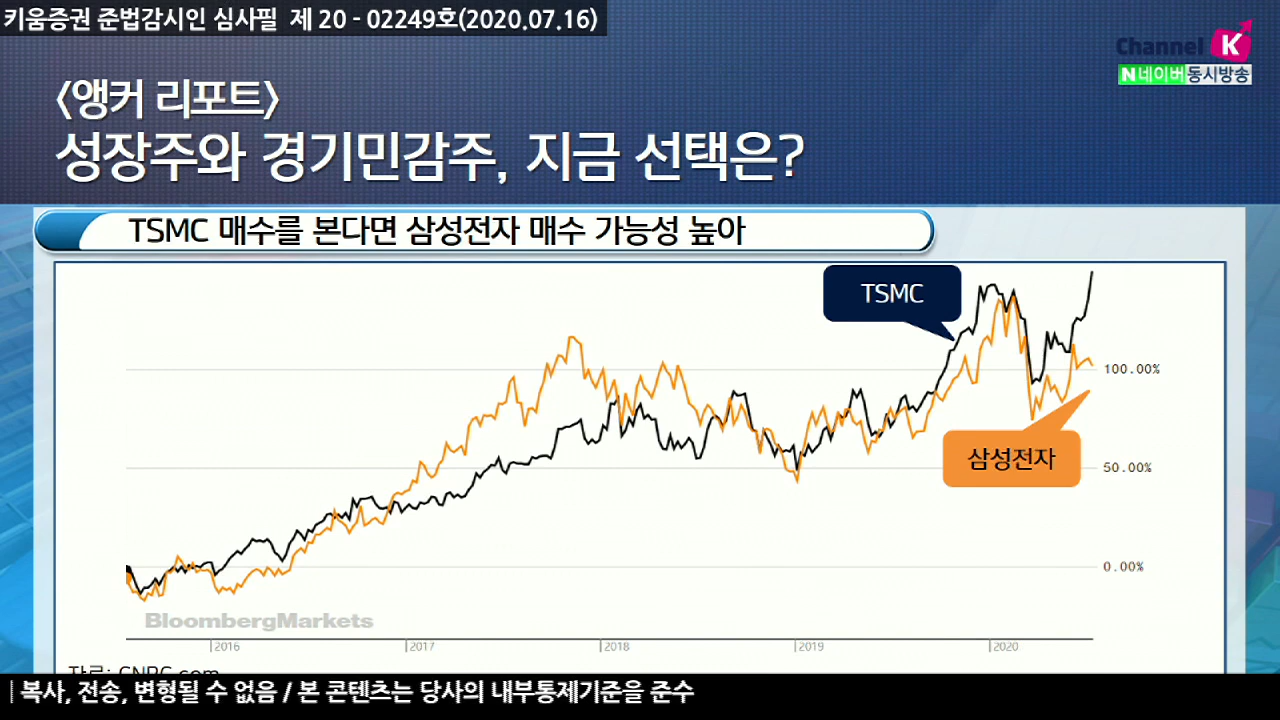 키움증권 준법감시인 심사필 제 20 - 02249호(2020.07.16)
Channel K
N 네이버 동시방송
<앵커 리포트>
성장주와 경기민감주, 지금 선택은?
TSMC 매수를 본다면 삼성전자 매수 가능성 높아
TSMC
100.00%
삼성전자
50.00%
0.00%
BloombergMarkets
2016 2017 2018 2019 2020
자료: CNBC.com
| 복사, 전송, 변형될 수 없음 / 본 콘텐츠는 당사의 내부통제기준을 준수